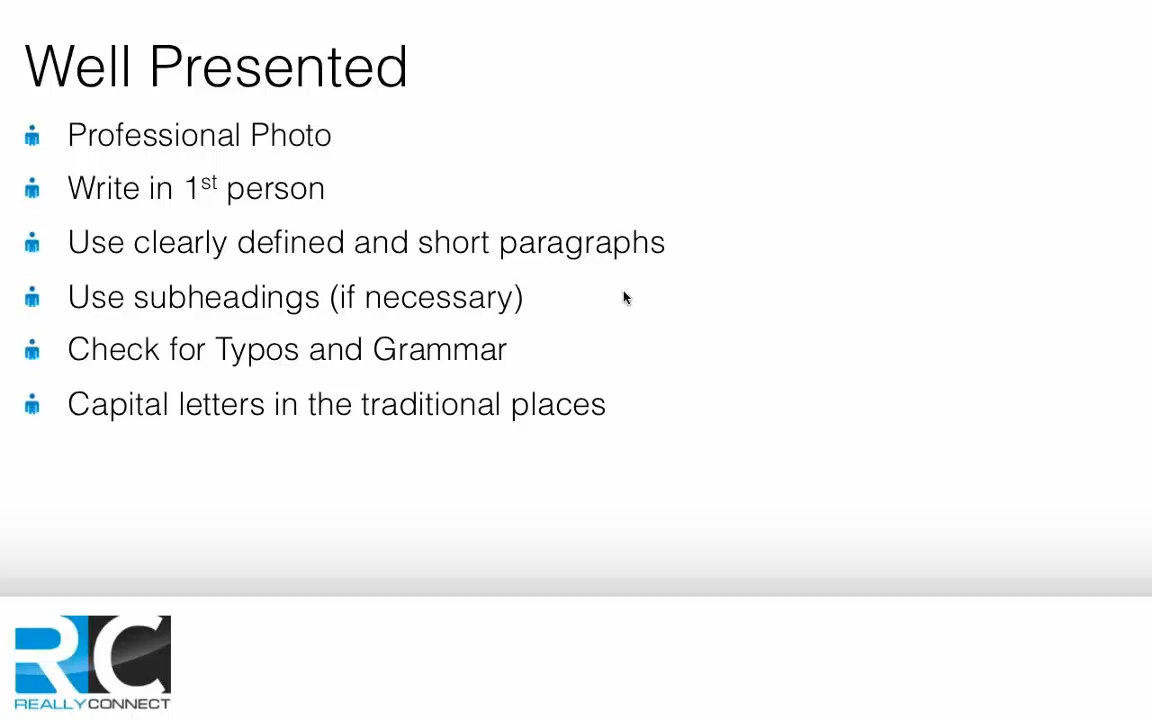 Well Presented
Professional Photo
Write in 1st person
Use clearly defined and short paragraphs
Use subheadings (if necessary)
Check for Typos and Grammar
Capital letters in the traditional places
RC
REALLYCONNECT